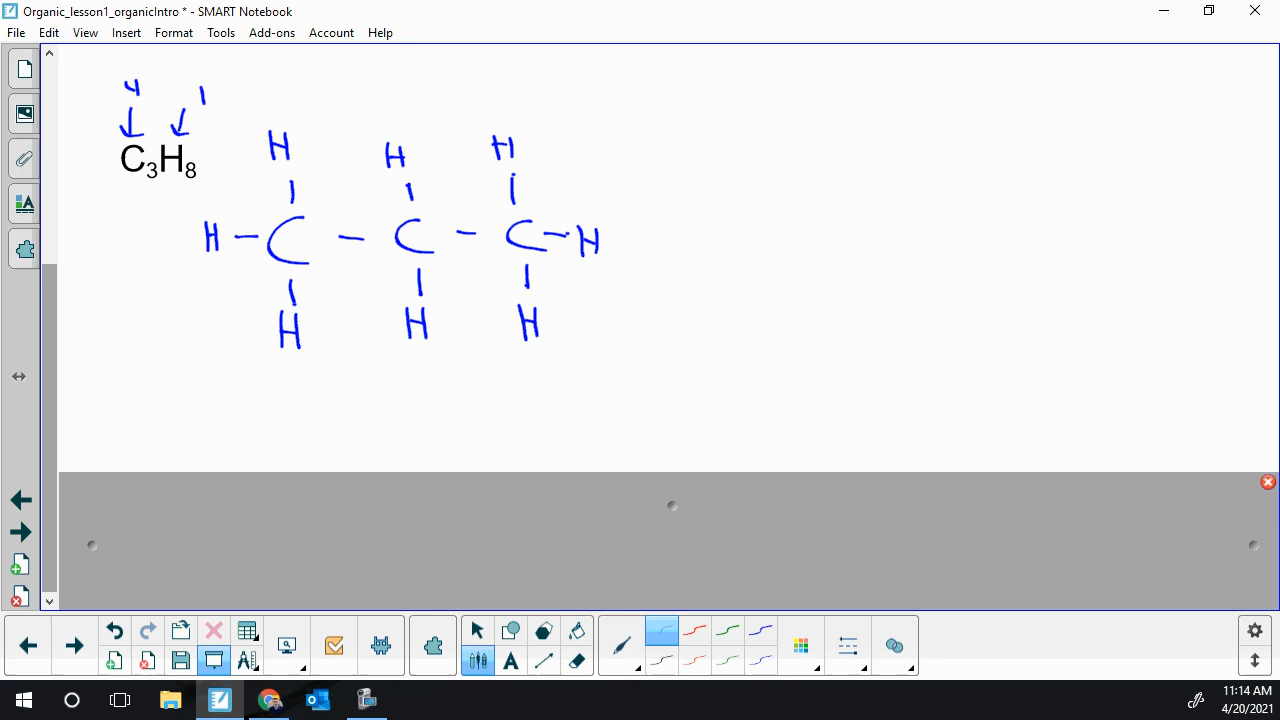 Organic_lesson1_organicIntro * - SMART Notebook
File Edit View Insert Format Tools Add-ons Account Help
4 1
C₃H₈
H H H
H - C - C - C - H
H H H
11:14 AM
4/20/2021